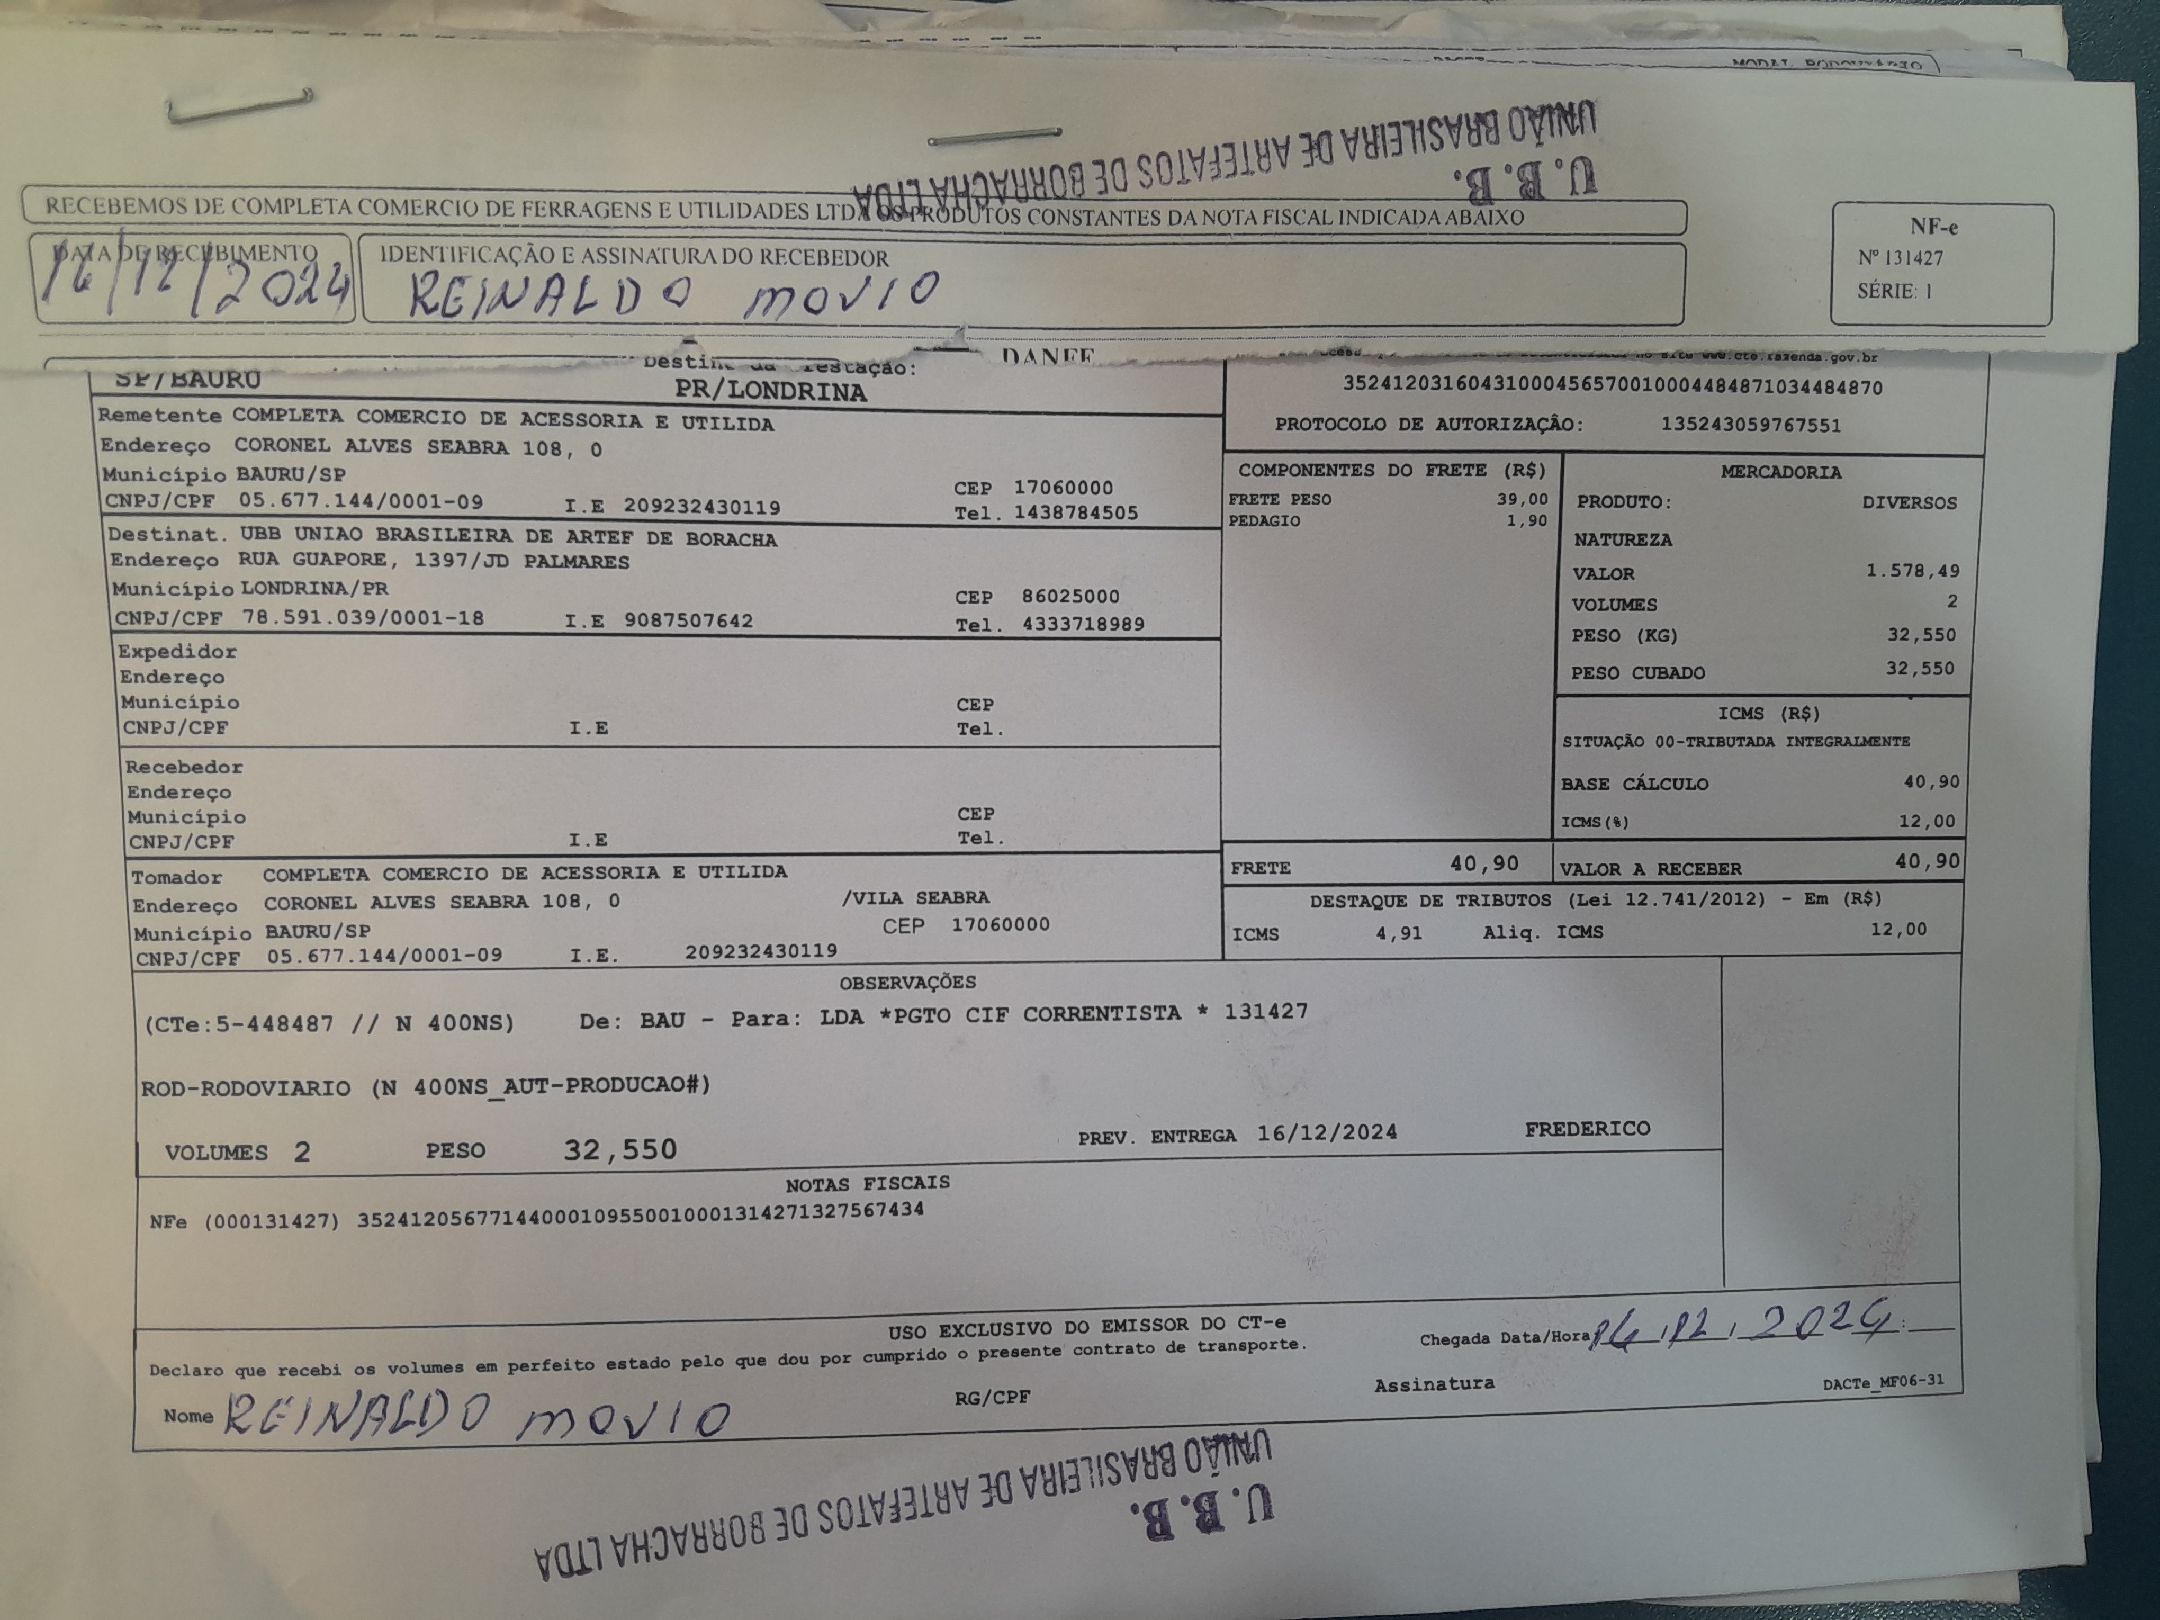 MODAL RODOVIÁRIO
U. B. B.
UNIÃO BRASILEIRA DE ARTEFATOS DE BORRACHA LTDA
RECEBEMOS DE COMPLETA COMERCIO DE FERRAGENS E UTILIDADES LTDA OS PRODUTOS CONSTANTES DA NOTA FISCAL INDICADA ABAIXO
NF-e
Nº 131427
SÉRIE: 1
DATA DE RECEBIMENTO
16/12/2024
IDENTIFICAÇÃO E ASSINATURA DO RECEBEDOR
REINALDO MOVIO
DANFE
SP/BAURU
Destino da Prestação:
PR/LONDRINA
no site www.cte.fazenda.gov.br
35241203160431000456570010004484871034484870
PROTOCOLO DE AUTORIZAÇÃO: 135243059767551
Remetente COMPLETA COMERCIO DE ACESSORIA E UTILIDA
Endereço CORONEL ALVES SEABRA 108, 0
Município BAURU/SP CEP 17060000
CNPJ/CPF 05.677.144/0001-09 I.E 209232430119 Tel. 1438784505
Destinat. UBB UNIAO BRASILEIRA DE ARTEF DE BORACHA
Endereço RUA GUAPORE, 1397/JD PALMARES
Município LONDRINA/PR CEP 86025000
CNPJ/CPF 78.591.039/0001-18 I.E 9087507642 Tel. 4333718989
Expedidor
Endereço
Município CEP
CNPJ/CPF I.E Tel.
Recebedor
Endereço
Município CEP
CNPJ/CPF I.E Tel.
Tomador COMPLETA COMERCIO DE ACESSORIA E UTILIDA
Endereço CORONEL ALVES SEABRA 108, 0 /VILA SEABRA
Município BAURU/SP CEP 17060000
CNPJ/CPF 05.677.144/0001-09 I.E. 209232430119
COMPONENTES DO FRETE (R$)
FRETE PESO 39,00
PEDAGIO 1,90
MERCADORIA
PRODUTO: DIVERSOS
NATUREZA
VALOR 1.578,49
VOLUMES 2
PESO (KG) 32,550
PESO CUBADO 32,550
ICMS (R$)
SITUAÇÃO 00-TRIBUTADA INTEGRALMENTE
BASE CÁLCULO 40,90
ICMS(%) 12,00
FRETE 40,90 VALOR A RECEBER 40,90
DESTAQUE DE TRIBUTOS (Lei 12.741/2012) - Em (R$)
ICMS 4,91 Aliq. ICMS 12,00
OBSERVAÇÕES
(CTe:5-448487 // N 400NS) De: BAU - Para: LDA *PGTO CIF CORRENTISTA * 131427
ROD-RODOVIARIO (N 400NS_AUT-PRODUCAO#)
VOLUMES 2 PESO 32,550 PREV. ENTREGA 16/12/2024 FREDERICO
NOTAS FISCAIS
NFe (000131427) 35241205677144000109550010001314271327567434
USO EXCLUSIVO DO EMISSOR DO CT-e
Declaro que recebi os volumes em perfeito estado pelo que dou por cumprido o presente contrato de transporte.
Chegada Data/Hora 16.12.2024
Nome REINALDO MOVIO RG/CPF Assinatura DACTe_MF06-31
U. B. B.
UNIÃO BRASILEIRA DE ARTEFATOS DE BORRACHA LTDA